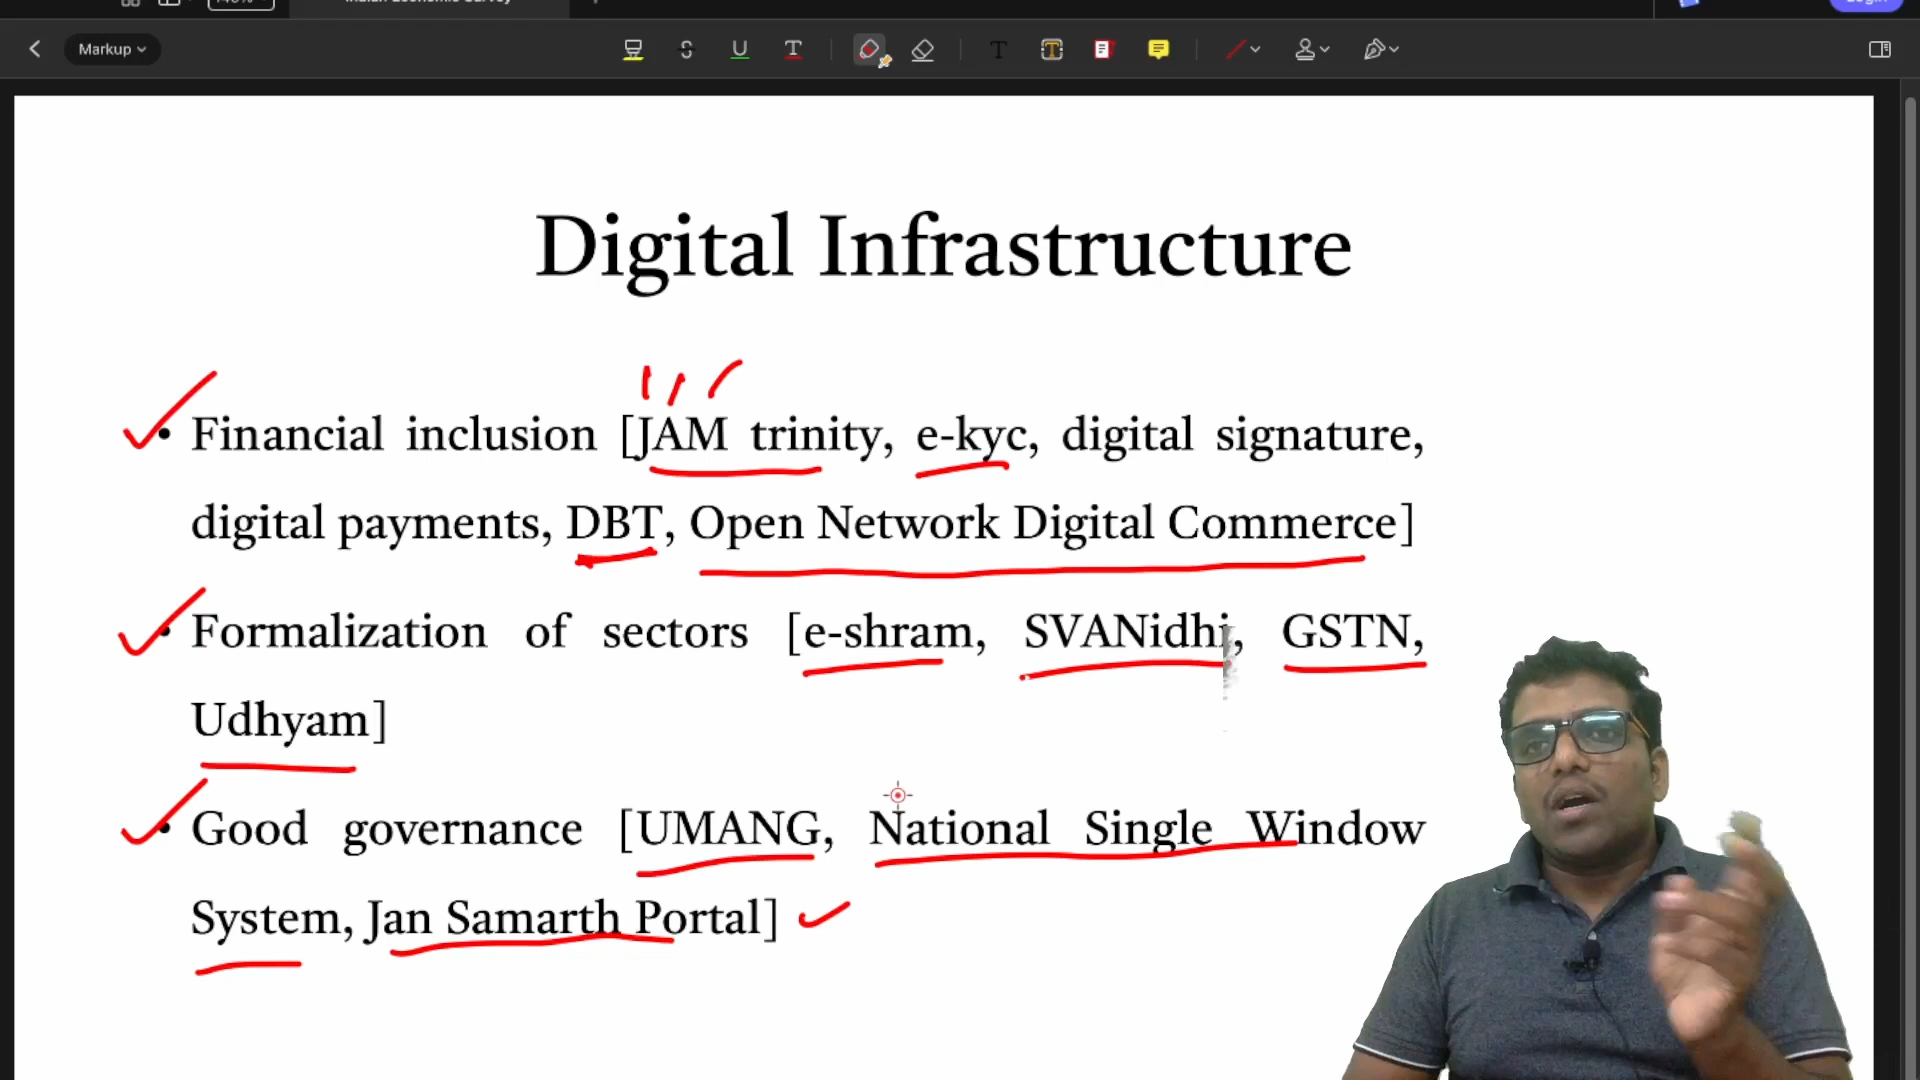 Markup
Digital Infrastructure
• Financial inclusion [JAM trinity, e-kyc, digital signature,
digital payments, DBT, Open Network Digital Commerce]
• Formalization of sectors [e-shram, SVANidhi, GSTN,
Udhyam]
• Good governance [UMANG, National Single Window
System, Jan Samarth Portal]